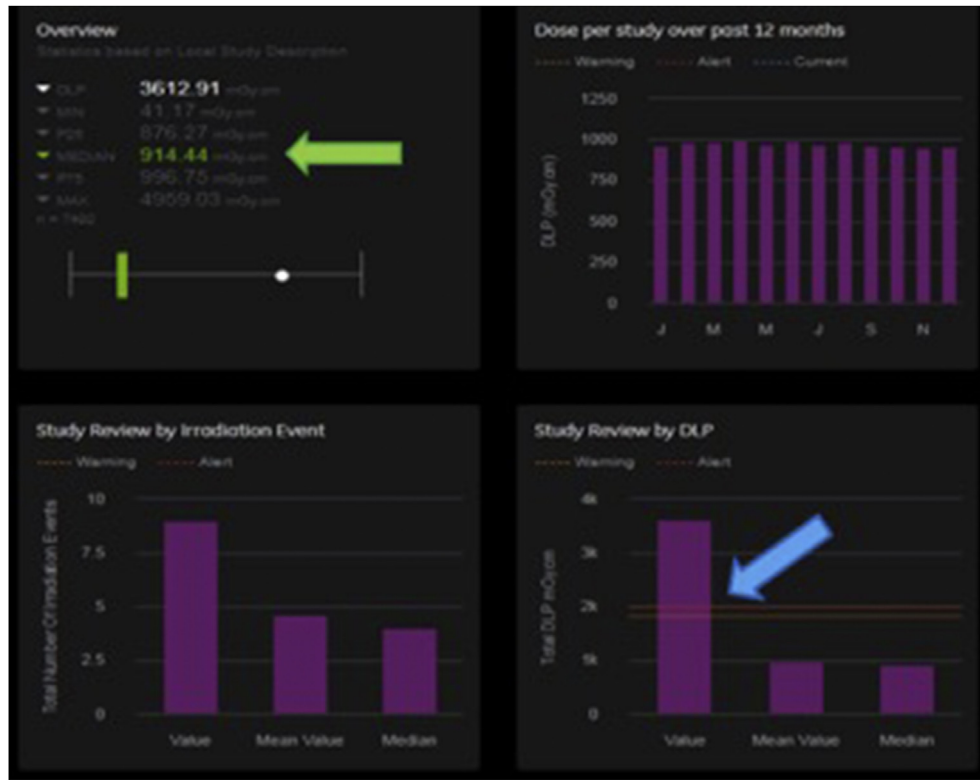 Overview
Statistics based on Local Study Description
DLP 3612.91 mGy.cm
MIN 41.17 mGy.cm
P25 876.27 mGy.cm
MEDIAN 914.44 mGy.cm
P75 996.75 mGy.cm
MAX 4959.03 mGy.cm
Dose per study over past 12 months
Warning Alert Current
DLP (mGy.cm)
1250
1000
750
500
250
0
J M M J S N
Study Review by Irradiation Event
Warning Alert
Total Number Of Irradiation Events
10
7.5
5
2.5
0
Value Mean Value Median
Study Review by DLP
Warning Alert
Total DLP mGycm
4k
3k
2k
1k
0
Value Mean Value Median